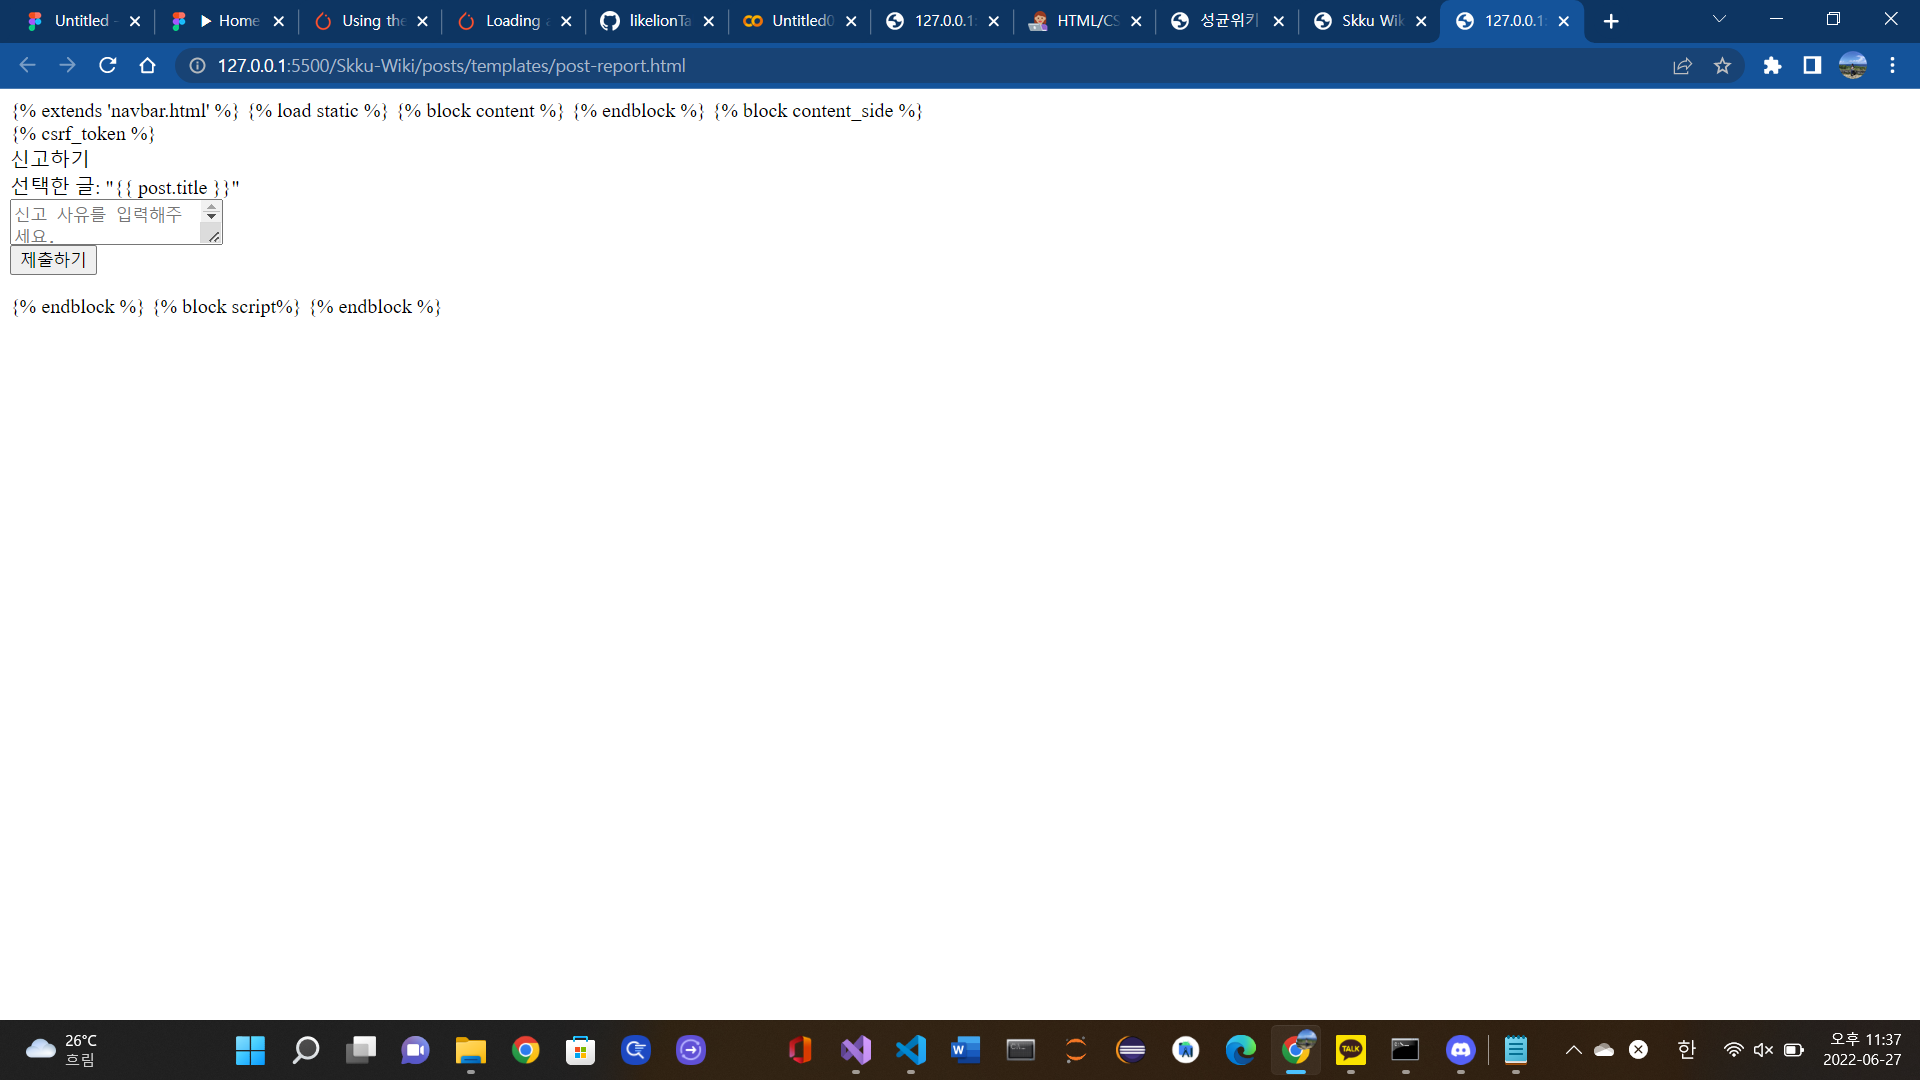 Untitled -
▶ Home
Using the
Loading a
likelionTa
Untitled0
127.0.0.1:
HTML/CS
성균위키
Skku Wik
127.0.0.1:
127.0.0.1:5500/Skku-Wiki/posts/templates/post-report.html
{% extends 'navbar.html' %} {% load static %} {% block content %} {% endblock %} {% block content_side %}
{% csrf_token %}
신고하기
선택한 글: "{{ post.title }}"
신고 사유를 입력해주
세요.
제출하기
{% endblock %} {% block script%} {% endblock %}
26°C
흐림
TALK
한
오후 11:37
2022-06-27